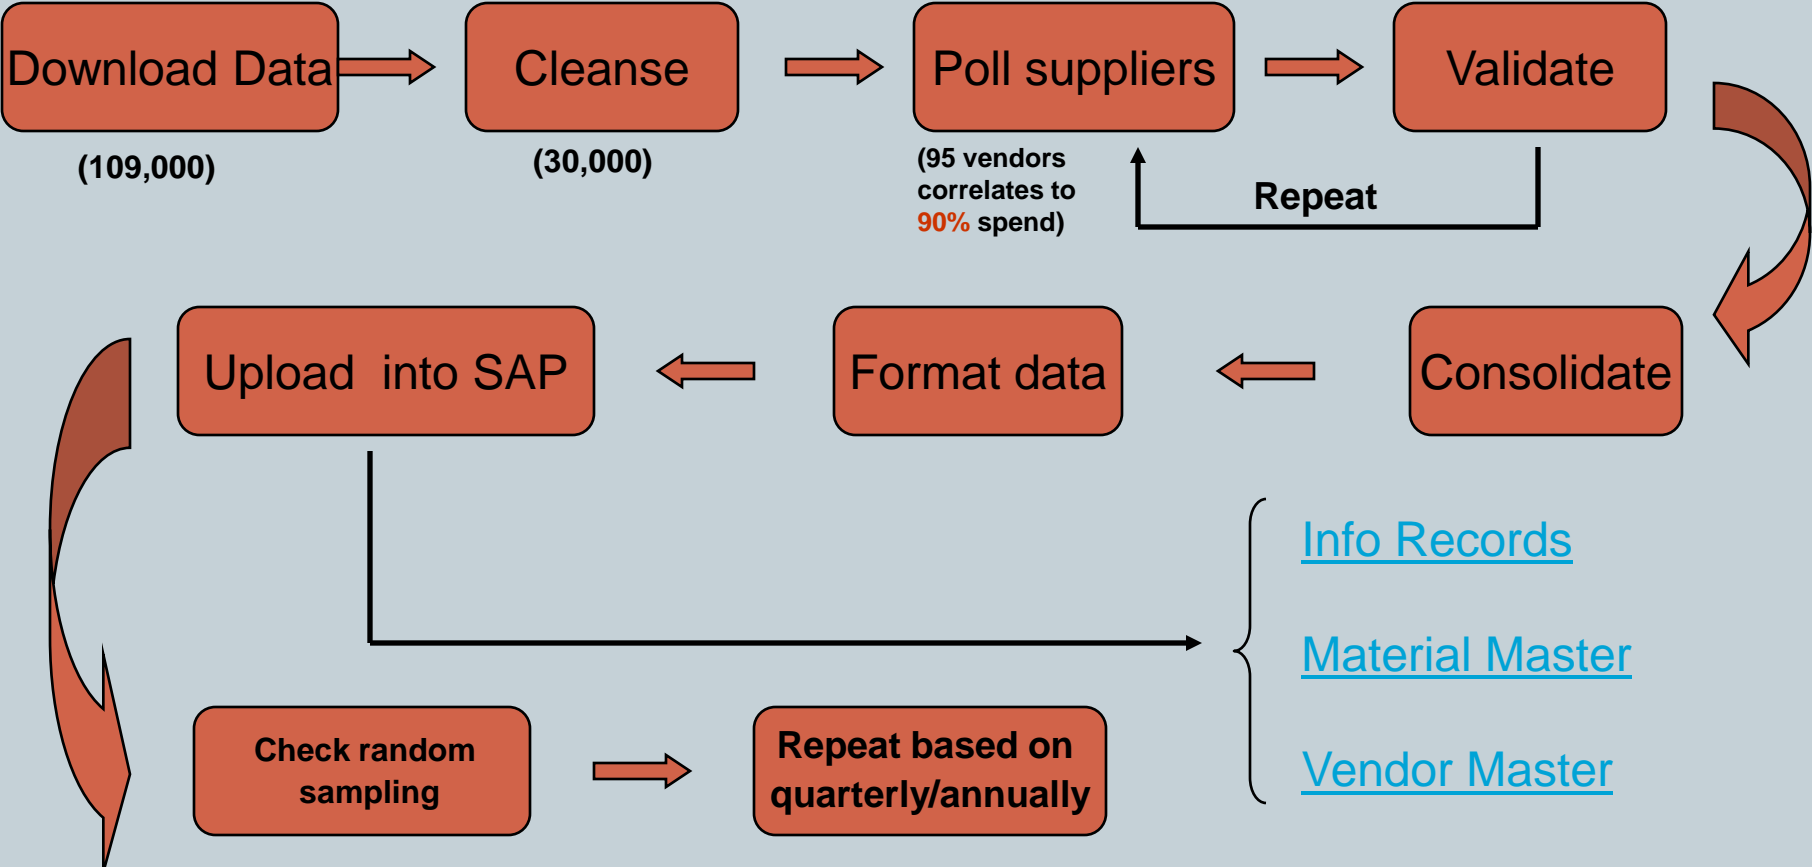 Download Data
Cleanse
Poll suppliers
Validate
(109,000)
(30,000)
(95 vendors
correlates to
90% spend)
Repeat
Upload into SAP
Format data
Consolidate
Info Records
Material Master
Vendor Master
Check random
sampling
Repeat based on
quarterly/annually